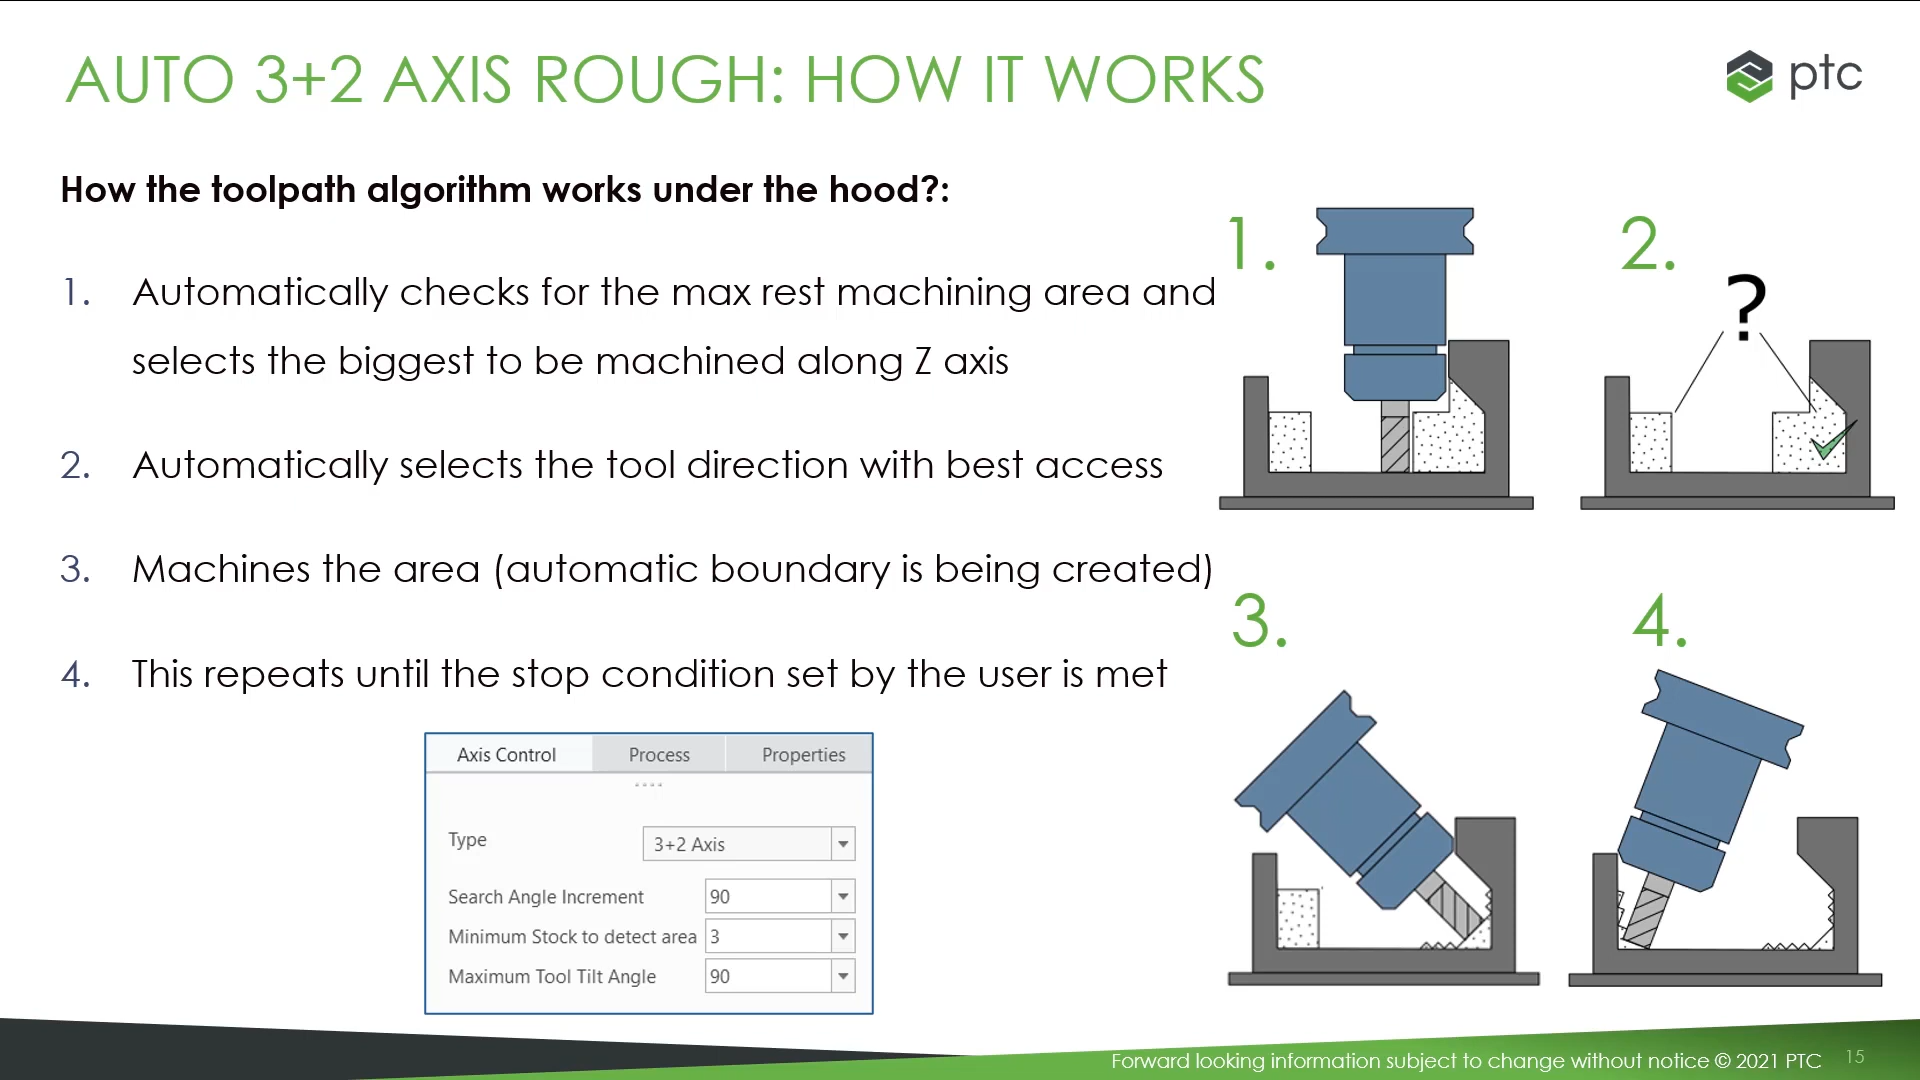 AUTO 3+2 AXIS ROUGH: HOW IT WORKS
ptc
How the toolpath algorithm works under the hood?:
1. Automatically checks for the max rest machining area and
selects the biggest to be machined along Z axis
2. Automatically selects the tool direction with best access
3. Machines the area (automatic boundary is being created)
4. This repeats until the stop condition set by the user is met
1.
2.
?
3.
4.
Axis Control Process Properties
Type 3+2 Axis
Search Angle Increment 90
Minimum Stock to detect area 3
Maximum Tool Tilt Angle 90
Forward looking information subject to change without notice © 2021 PTC 15